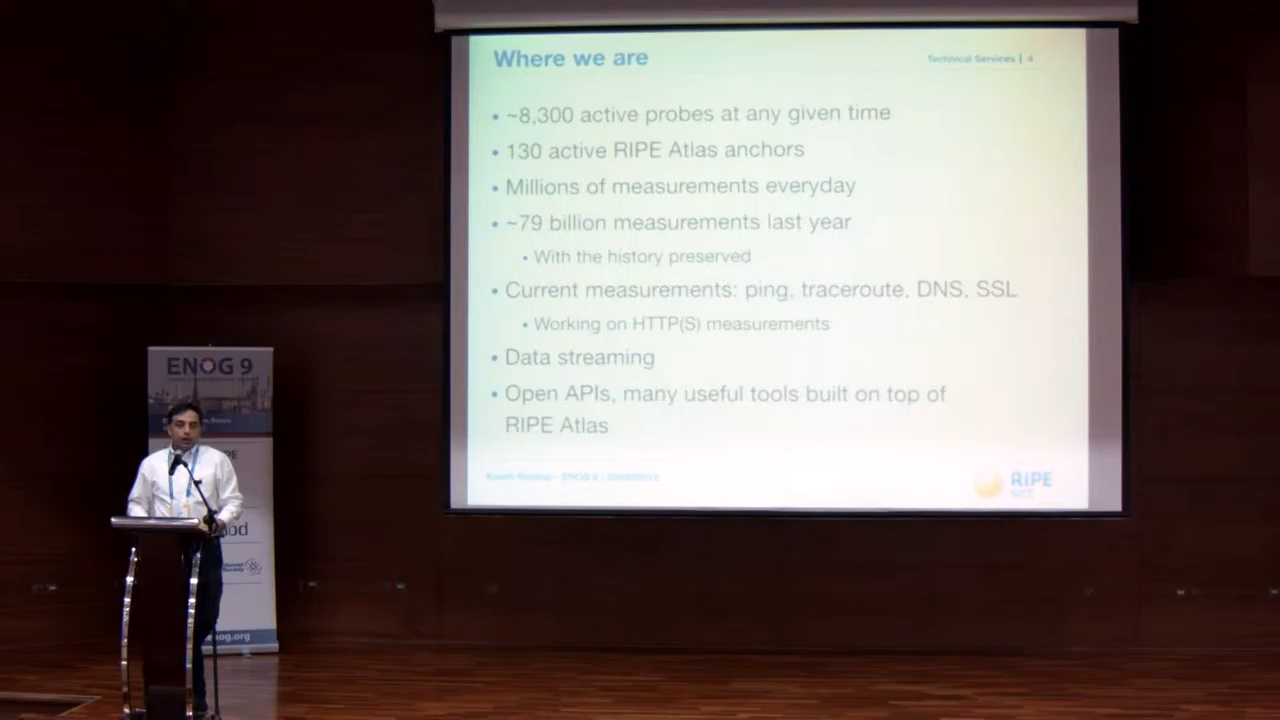 Where we are
Technical Services | 4
• ~8,300 active probes at any given time
• 130 active RIPE Atlas anchors
• Millions of measurements everyday
• ~79 billion measurements last year
• With the history preserved
• Current measurements: ping, traceroute, DNS, SSL
• Working on HTTP(S) measurements
• Data streaming
• Open APIs, many useful tools built on top of
RIPE Atlas
ENOG 9
RIPE
NCC
ENOG 9
enog.org